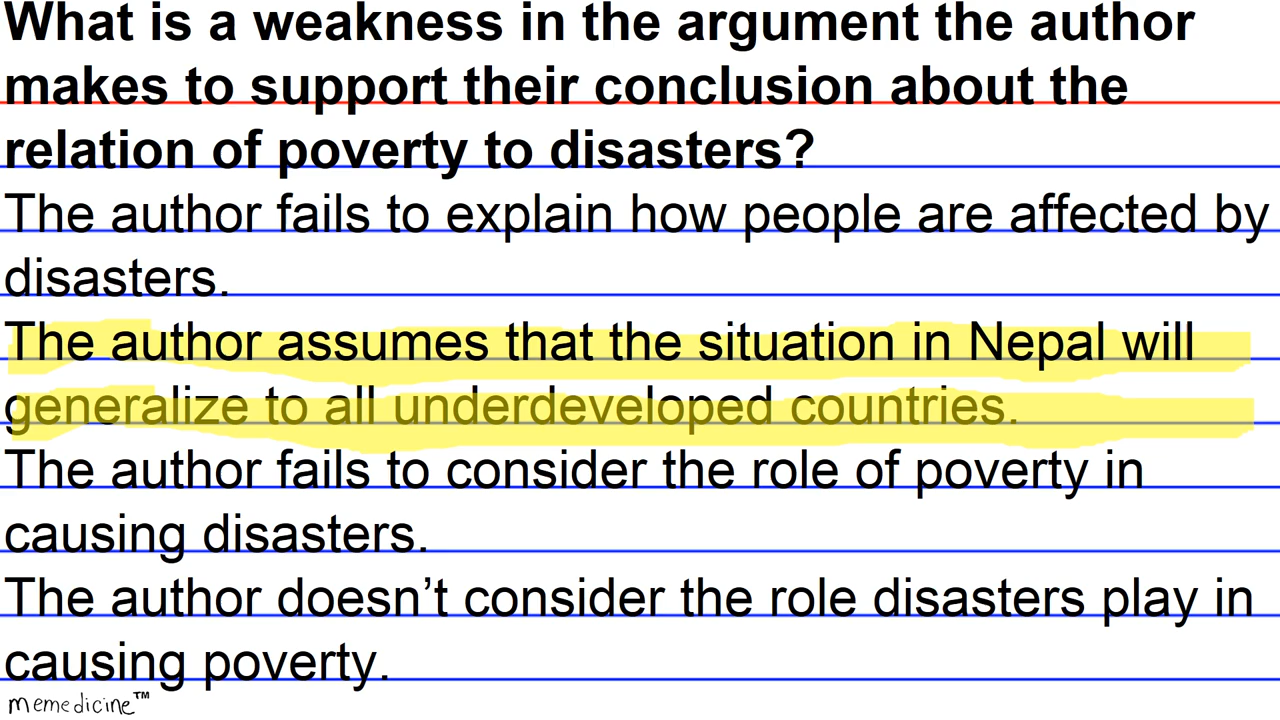 What is a weakness in the argument the author
makes to support their conclusion about the
relation of poverty to disasters?
The author fails to explain how people are affected by
disasters.
The author assumes that the situation in Nepal will
generalize to all underdeveloped countries.
The author fails to consider the role of poverty in
causing disasters.
The author doesn’t consider the role disasters play in
causing poverty.
memedicine™